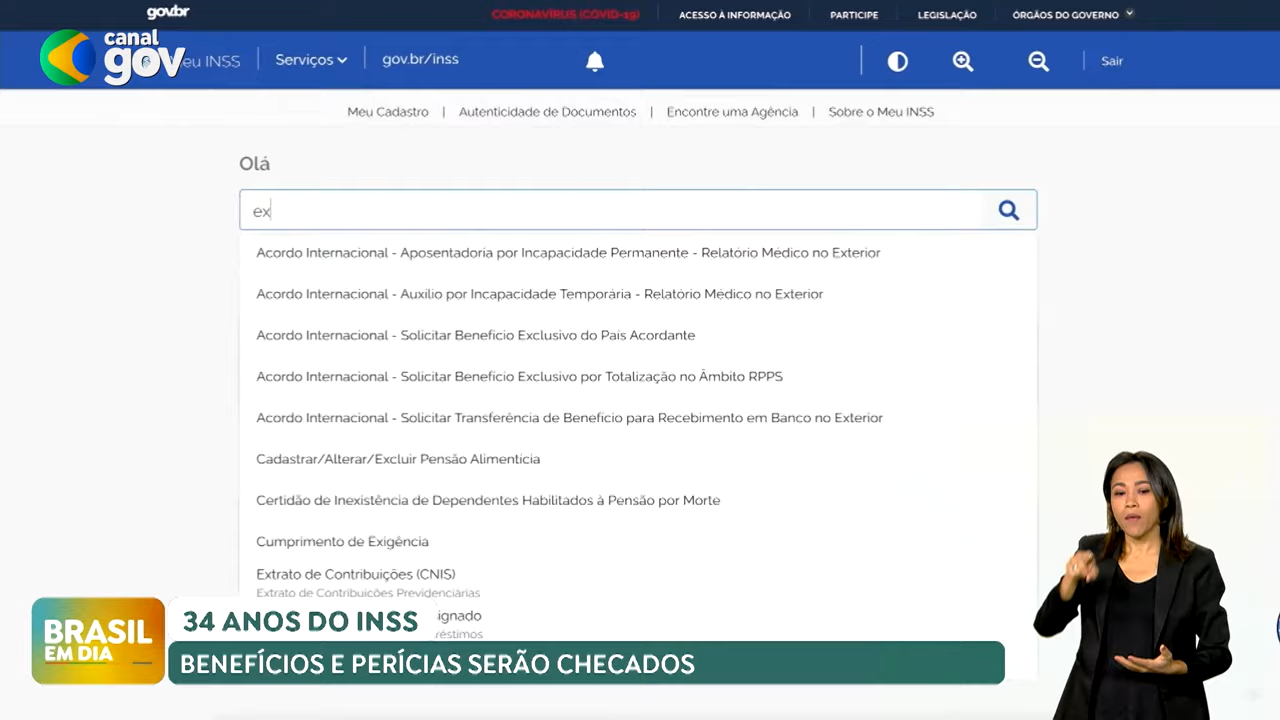 gov.br
CORONAVÍRUS (COVID-19)
ACESSO À INFORMAÇÃO
PARTICIPE
LEGISLAÇÃO
ÓRGÃOS DO GOVERNO
canal
gov
eu INSS
Serviços
gov.br/inss
Sair
Meu Cadastro | Autenticidade de Documentos | Encontre uma Agência | Sobre o Meu INSS
Olá
ex
Acordo Internacional - Aposentadoria por Incapacidade Permanente - Relatório Médico no Exterior
Acordo Internacional - Auxílio por Incapacidade Temporária - Relatório Médico no Exterior
Acordo Internacional - Solicitar Benefício Exclusivo do País Acordante
Acordo Internacional - Solicitar Benefício Exclusivo por Totalização no Âmbito RPPS
Acordo Internacional - Solicitar Transferência de Benefício para Recebimento em Banco no Exterior
Cadastrar/Alterar/Excluir Pensão Alimentícia
Certidão de Inexistência de Dependentes Habilitados à Pensão por Morte
Cumprimento de Exigência
Extrato de Contribuições (CNIS)
Extrato de Contribuições Previdenciárias
ignado
réstimos
BRASIL
EM DIA
34 ANOS DO INSS
BENEFÍCIOS E PERÍCIAS SERÃO CHECADOS